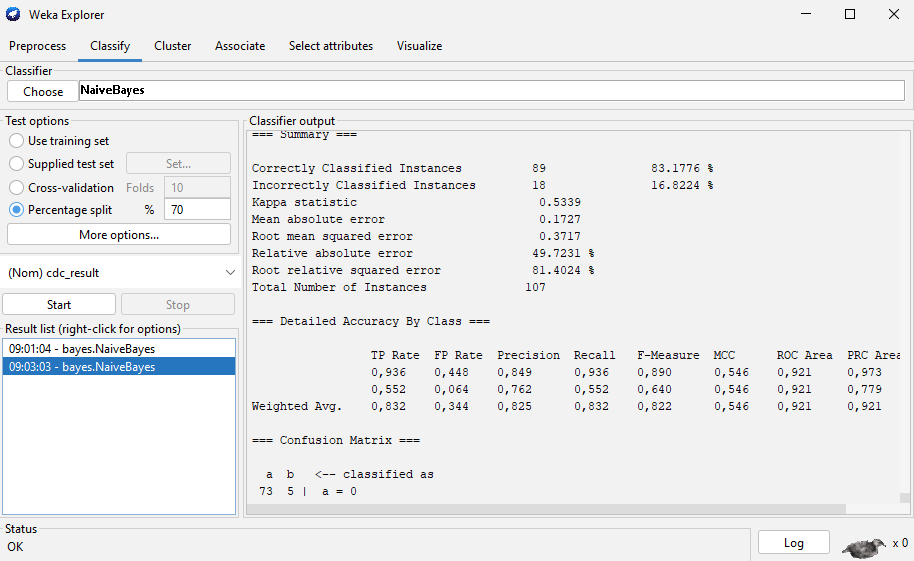 Weka Explorer
Preprocess Classify Cluster Associate Select attributes Visualize
Classifier
Choose NaiveBayes
Test options
Use training set
Supplied test set Set...
Cross-validation Folds 10
Percentage split % 70
More options...
(Nom) cdc_result
Start Stop
Result list (right-click for options)
09:01:04 - bayes.NaiveBayes
09:03:03 - bayes.NaiveBayes
Classifier output
=== Summary ===
Correctly Classified Instances 89 83.1776 %
Incorrectly Classified Instances 18 16.8224 %
Kappa statistic 0.5339
Mean absolute error 0.1727
Root mean squared error 0.3717
Relative absolute error 49.7231 %
Root relative squared error 81.4024 %
Total Number of Instances 107
=== Detailed Accuracy By Class ===
TP Rate FP Rate Precision Recall F-Measure MCC ROC Area PRC Area
0,936 0,448 0,849 0,936 0,890 0,546 0,921 0,973
0,552 0,064 0,762 0,552 0,640 0,546 0,921 0,779
Weighted Avg. 0,832 0,344 0,825 0,832 0,822 0,546 0,921 0,921
=== Confusion Matrix ===
a b <-- classified as
73 5 | a = 0
Status
OK
Log
x 0